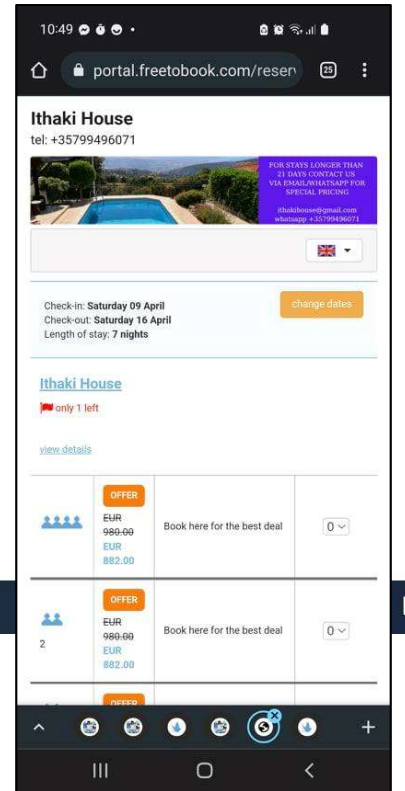 10:49
portal.freetobook.com/reserv
25
Ithaki House
tel: +35799496071
FOR STAYS LONGER THAN
21 DAYS CONTACT US
VIA EMAIL/WHATSAPP FOR
SPECIAL PRICING
ithakihouse@gmail.com
whatsapp +35799496071
Check-in: Saturday 09 April
Check-out: Saturday 16 April
Length of stay: 7 nights
change dates
Ithaki House
only 1 left
view details
OFFER
EUR
980.00
EUR
882.00
Book here for the best deal
0
OFFER
EUR
980.00
EUR
882.00
2
Book here for the best deal
0
OFFER